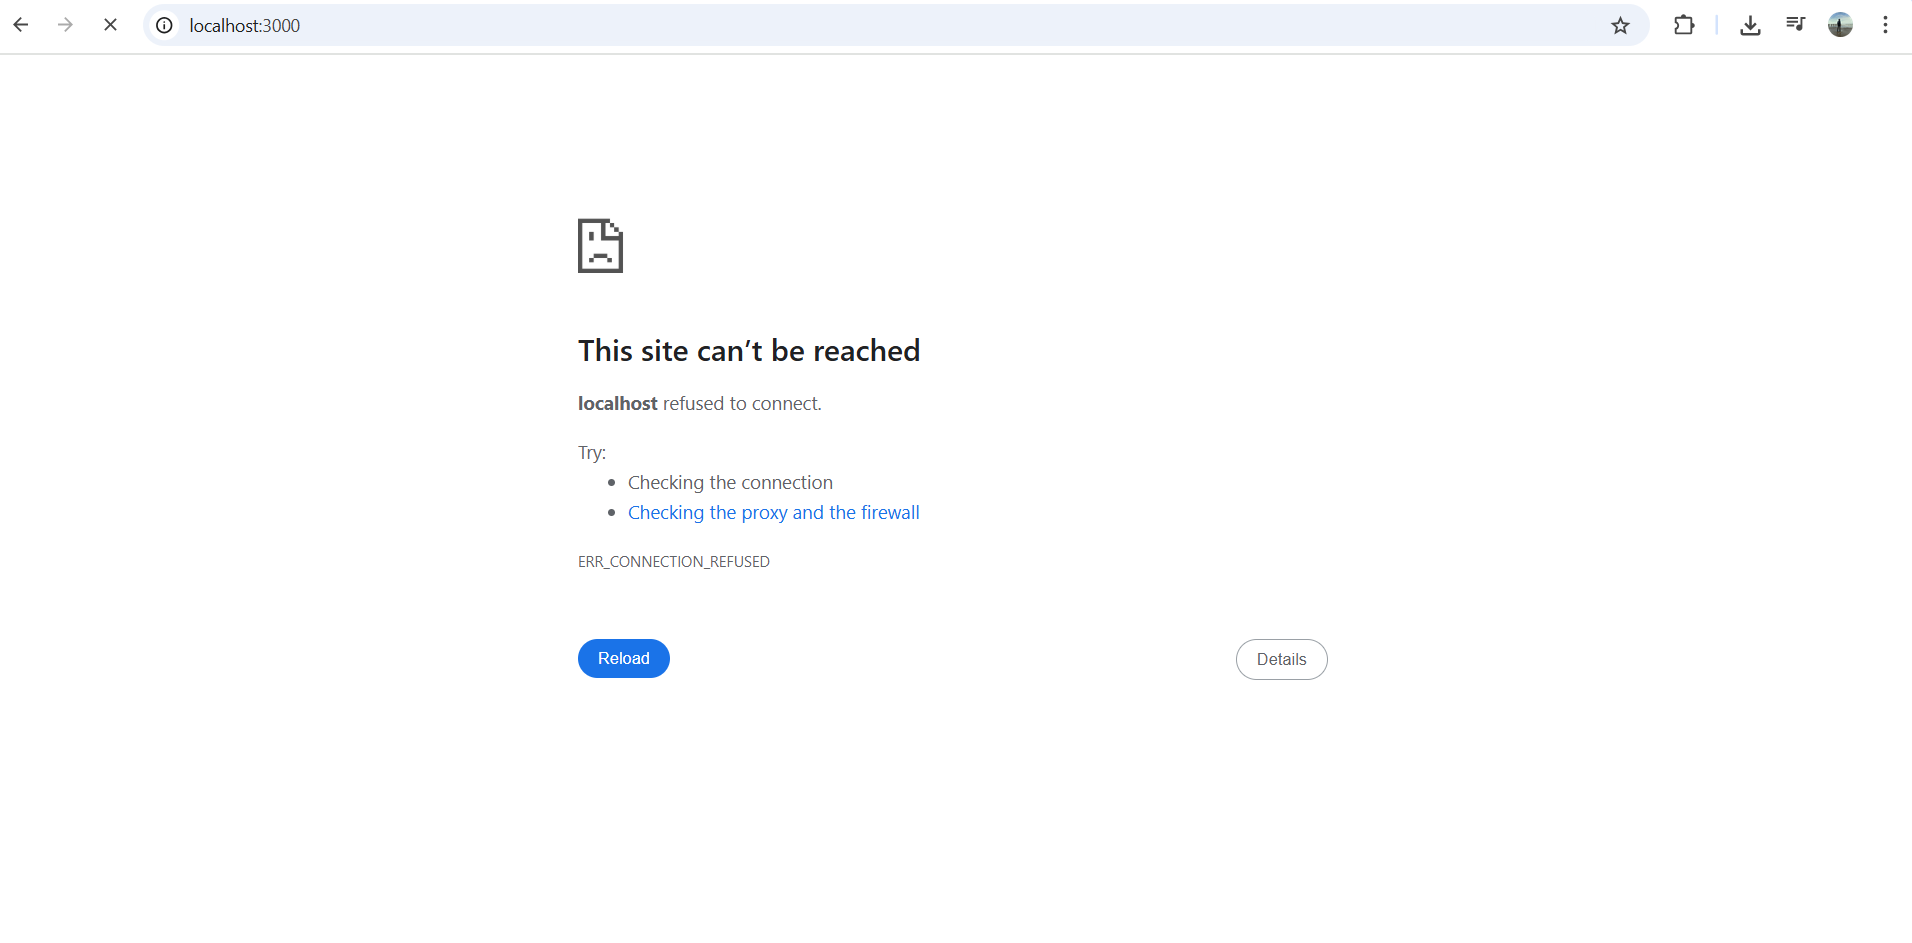 localhost:3000
This site can’t be reached
localhost refused to connect.
Try:
Checking the connection
Checking the proxy and the firewall
ERR_CONNECTION_REFUSED
Reload
Details